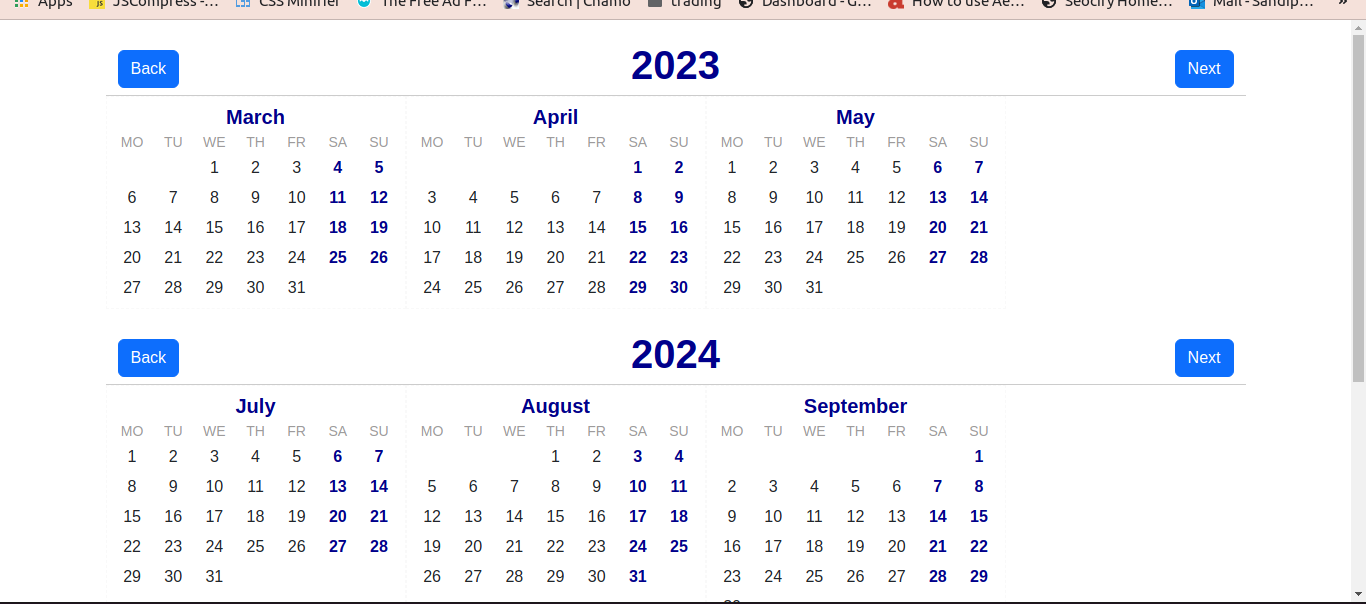 Apps JSCompress -... CSS Minifier The Free Ad F... Search | Chamo trading Dashboard - G... How to use Ae... Seocify Home... Mail - Sandip... »
Back 2023 Next
March April May
MO TU WE TH FR SA SU MO TU WE TH FR SA SU MO TU WE TH FR SA SU
1 2 3 4 5 1 2 1 2 3 4 5 6 7
6 7 8 9 10 11 12 3 4 5 6 7 8 9 8 9 10 11 12 13 14
13 14 15 16 17 18 19 10 11 12 13 14 15 16 15 16 17 18 19 20 21
20 21 22 23 24 25 26 17 18 19 20 21 22 23 22 23 24 25 26 27 28
27 28 29 30 31 24 25 26 27 28 29 30 29 30 31
Back 2024 Next
July August September
MO TU WE TH FR SA SU MO TU WE TH FR SA SU MO TU WE TH FR SA SU
1 2 3 4 5 6 7 1 2 3 4 1
8 9 10 11 12 13 14 5 6 7 8 9 10 11 2 3 4 5 6 7 8
15 16 17 18 19 20 21 12 13 14 15 16 17 18 9 10 11 12 13 14 15
22 23 24 25 26 27 28 19 20 21 22 23 24 25 16 17 18 19 20 21 22
29 30 31 26 27 28 29 30 31 23 24 25 26 27 28 29